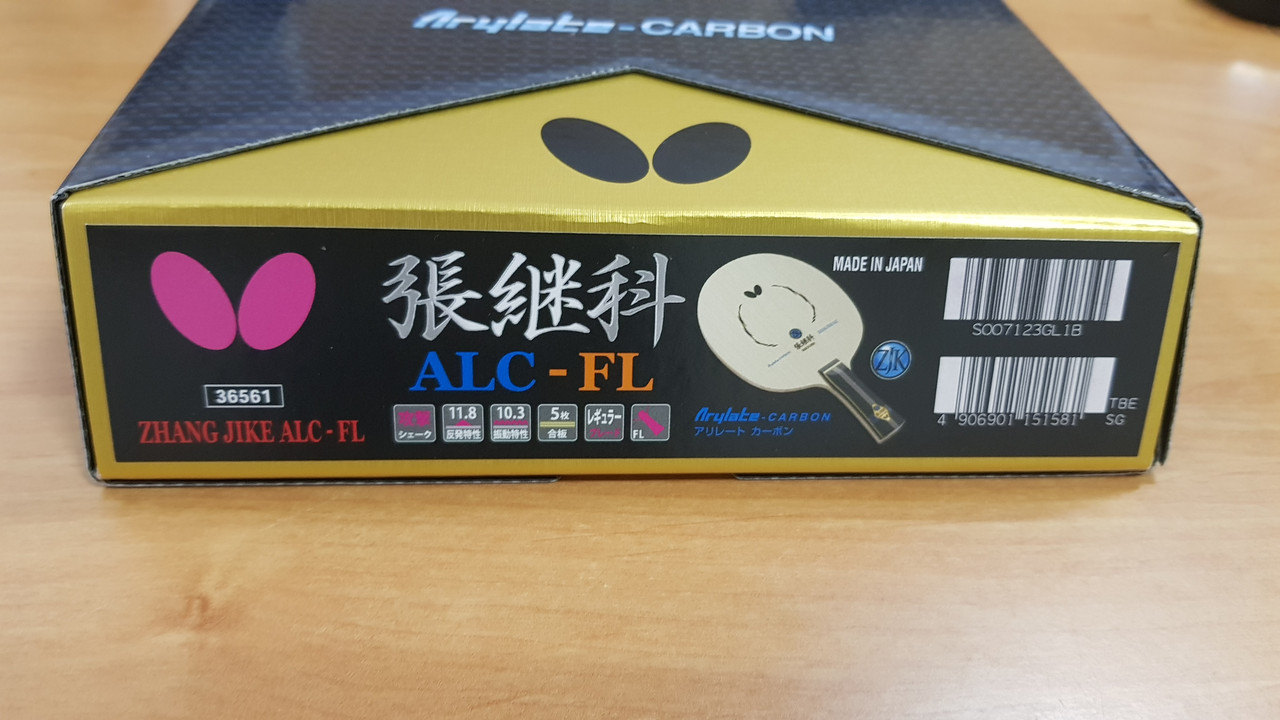 Arylate-CARBON
張継科
ALC-FL
36561
ZHANG JIKE ALC-FL
攻撃
シェーク
11.8
反発特性
10.3
振動特性
5枚
合板
レギュラー
FL
Arylate-CARBON
アリレート カーボン
ZJK
MADE IN JAPAN
S007123GL1B
4 906901 151581
TBE
SG